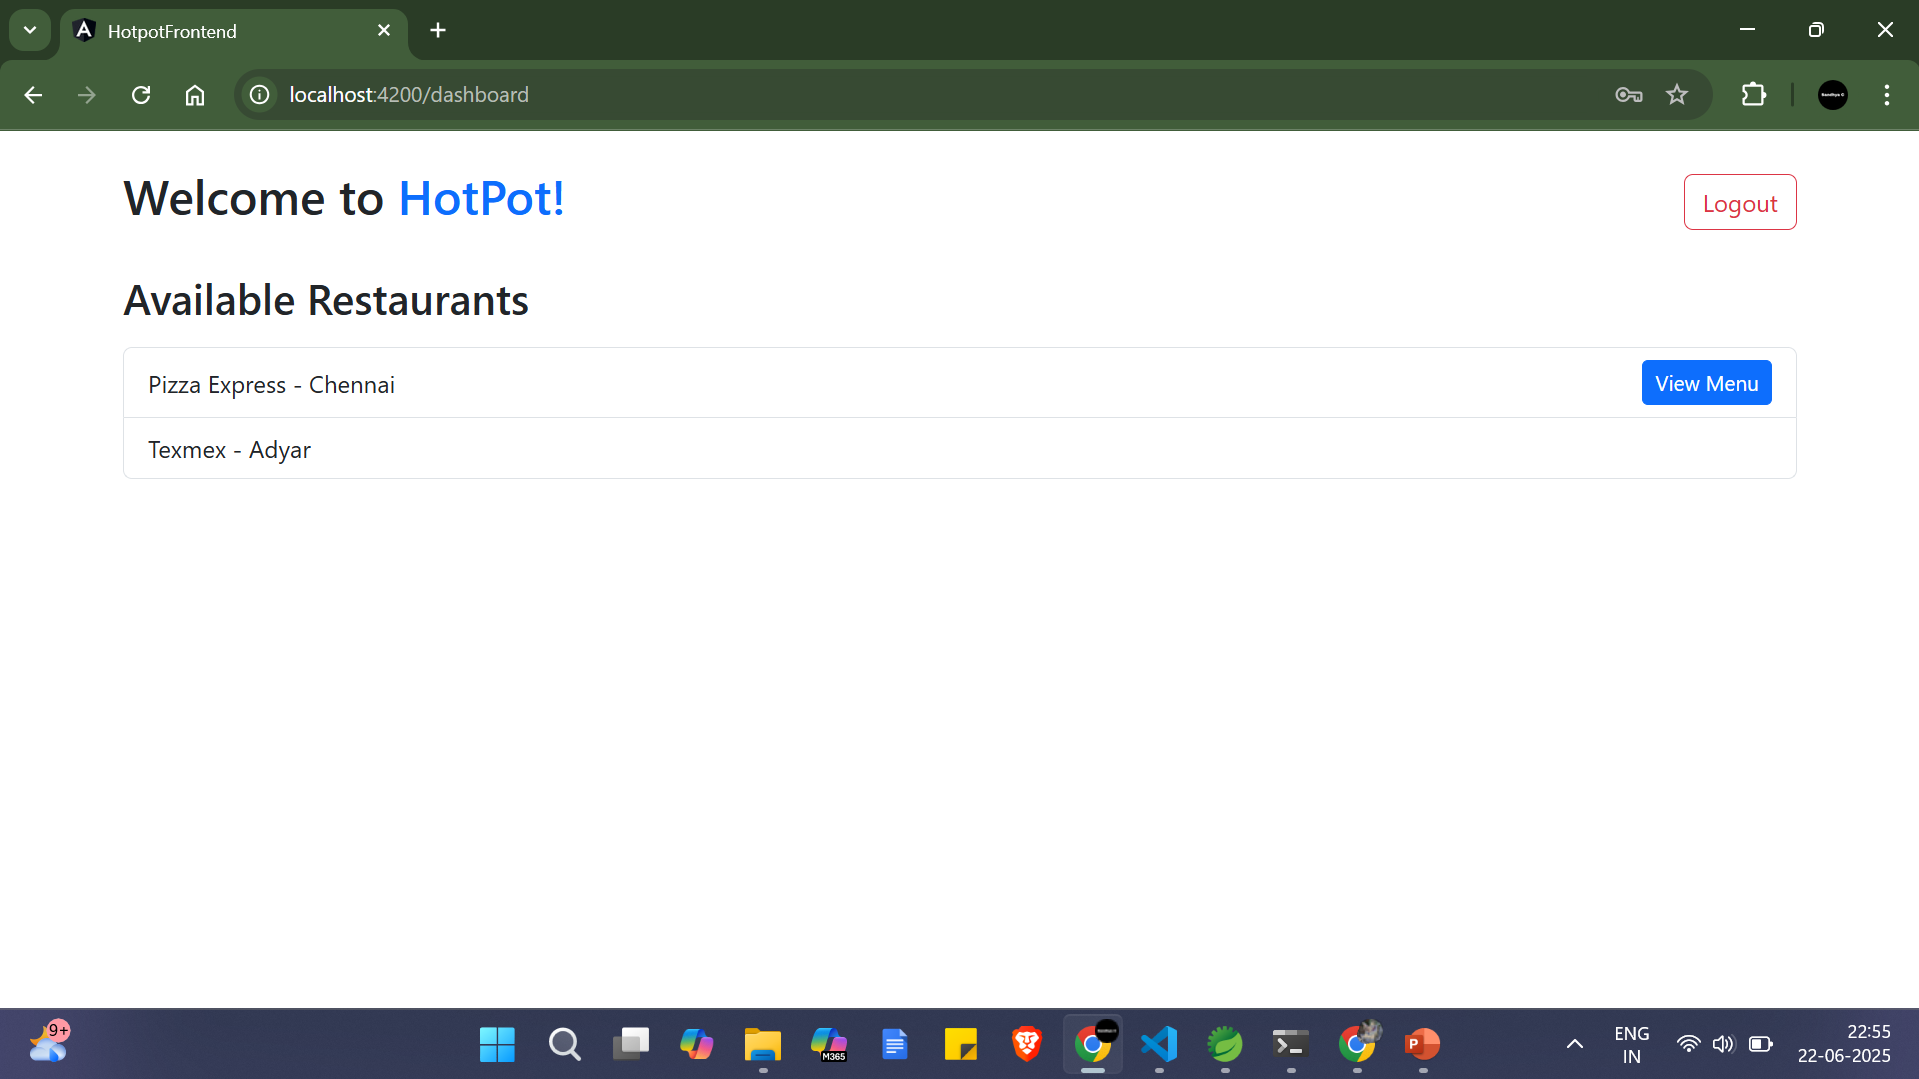 HotpotFrontend
localhost:4200/dashboard
Welcome to HotPot!
Logout
Available Restaurants
Pizza Express - Chennai
View Menu
Texmex - Adyar
9+
M365
P
ENG
IN
22:55
22-06-2025